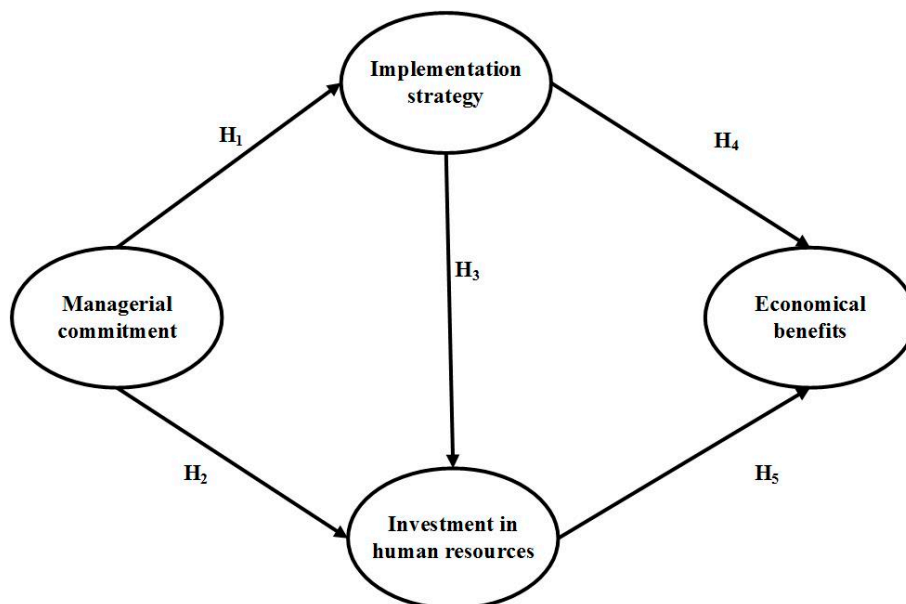 Implementation
strategy
H₁
H₄
H₃
Managerial
commitment
Economical
benefits
H₂
H₅
Investment in
human resources